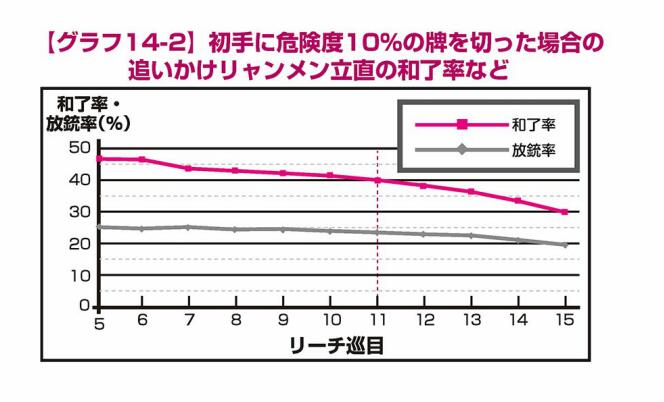 【グラフ14-2】初手に危険度10%の牌を切った場合の
追いかけリャンメン立直の和了率など
和了率・
放銃率(%)
和了率
放銃率
50
40
30
20
10
0
5 6 7 8 9 10 11 12 13 14 15
リーチ巡目